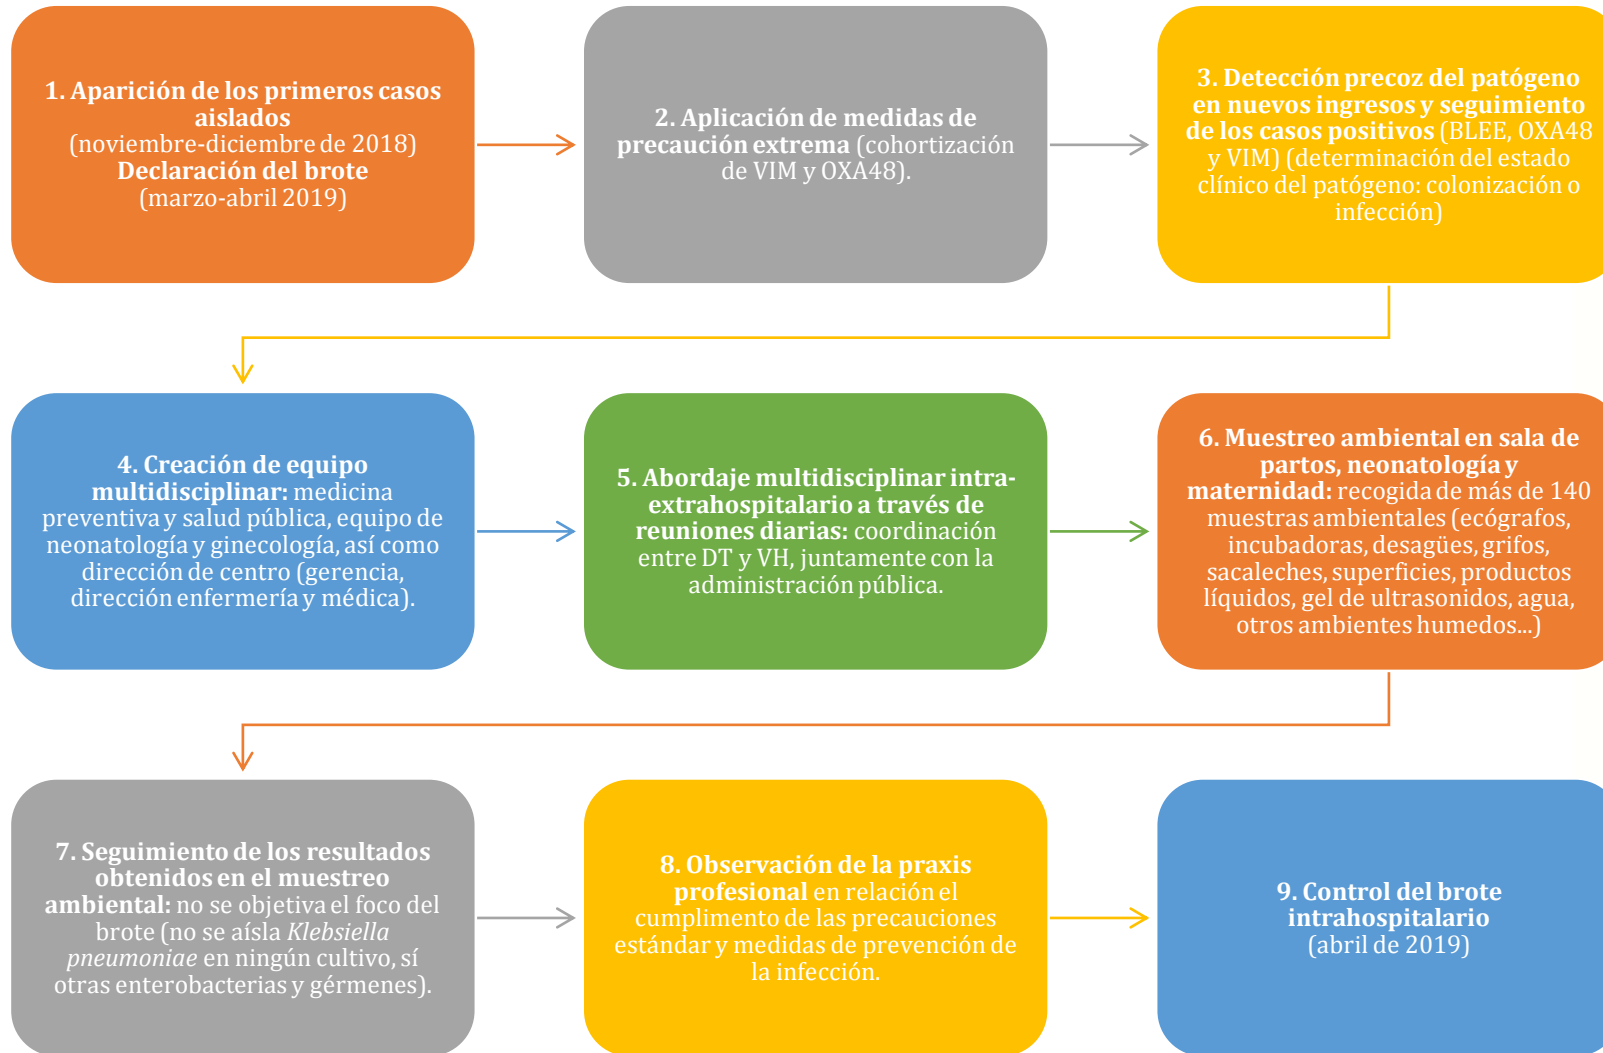 1. Aparición de los primeros casos
aislados
(noviembre-diciembre de 2018)
Declaración del brote
(marzo-abril 2019)
2. Aplicación de medidas de
precaución extrema (cohortización
de VIM y OXA48).
3. Detección precoz del patógeno
en nuevos ingresos y seguimiento
de los casos positivos (BLEE, OXA48
y VIM) (determinación del estado
clínico del patógeno: colonización o
infección)
4. Creación de equipo
multidisciplinar: medicina
preventiva y salud pública, equipo de
neonatología y ginecología, así como
dirección de centro (gerencia,
dirección enfermería y médica).
5. Abordaje multidisciplinar intra-
extrahospitalario a través de
reuniones diarias: coordinación
entre DT y VH, juntamente con la
administración pública.
6. Muestreo ambiental en sala de
partos, neonatología y
maternidad: recogida de más de 140
muestras ambientales (ecógrafos,
incubadoras, desagües, grifos,
sacaleches, superficies, productos
líquidos, gel de ultrasonidos, agua,
otros ambientes humedos...)
7. Seguimiento de los resultados
obtenidos en el muestreo
ambiental: no se objetiva el foco del
brote (no se aísla Klebsiella
pneumoniae en ningún cultivo, sí
otras enterobacterias y gérmenes).
8. Observación de la praxis
profesional en relación el
cumplimento de las precauciones
estándar y medidas de prevención de
la infección.
9. Control del brote
intrahospitalario
(abril de 2019)